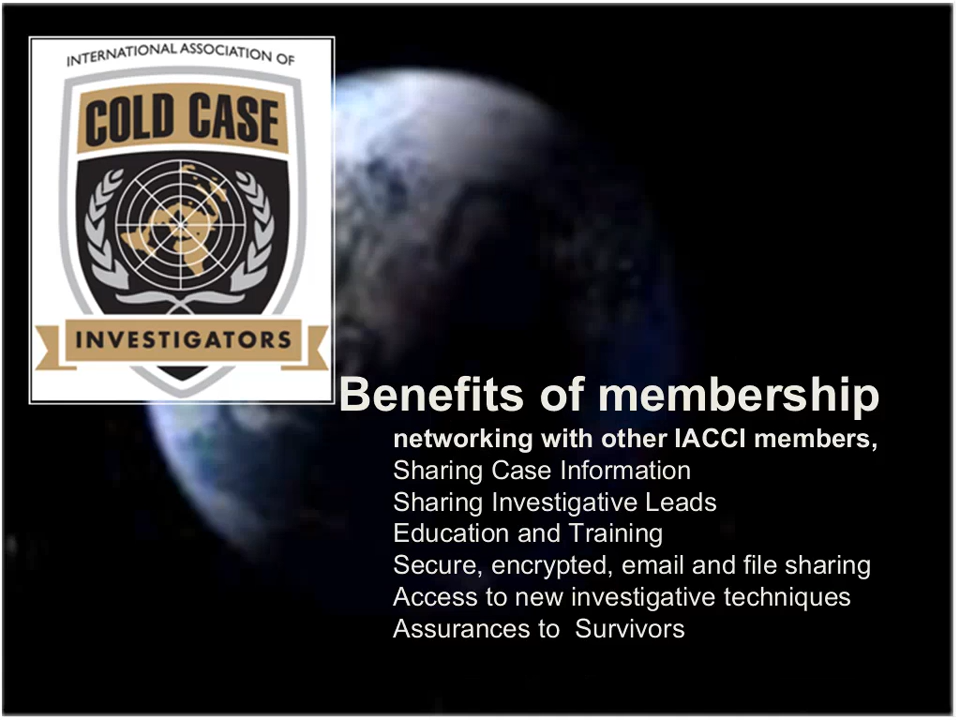 INTERNATIONAL ASSOCIATION OF
COLD CASE
INVESTIGATORS
Benefits of membership
networking with other IACCI members,
Sharing Case Information
Sharing Investigative Leads
Education and Training
Secure, encrypted, email and file sharing
Access to new investigative techniques
Assurances to  Survivors